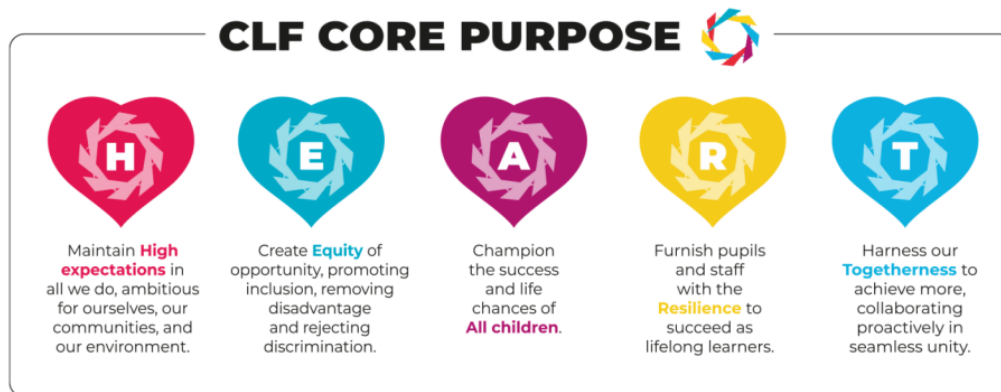 CLF CORE PURPOSE
H
E
A
R
T
Maintain High
expectations in
all we do, ambitious
for ourselves, our
communities, and
our environment.
Create Equity of
opportunity, promoting
inclusion, removing
disadvantage
and rejecting
discrimination.
Champion
the success
and life
chances of
All children.
Furnish pupils
and staff
with the
Resilience to
succeed as
lifelong learners.
Harness our
Togetherness to
achieve more,
collaborating
proactively in
seamless unity.